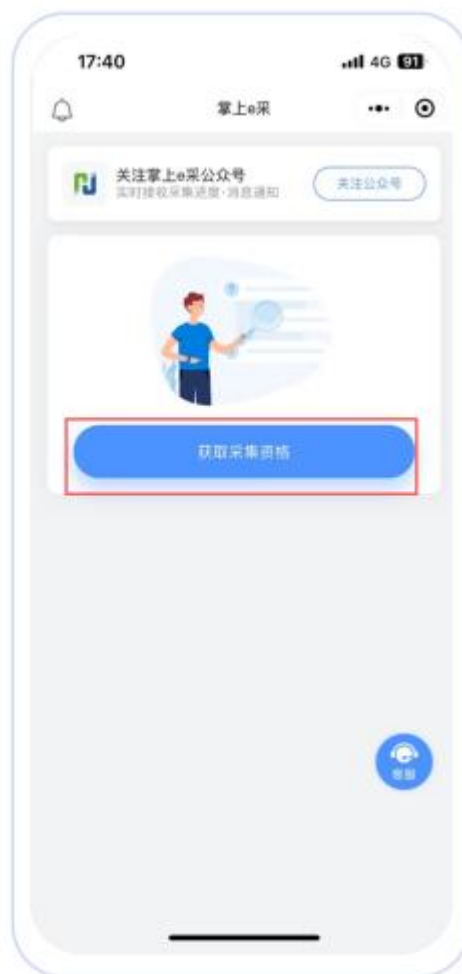 17:40
4G 91
掌上e采
关注掌上e采公众号
实时接收采集进度·消息通知
关注公众号
获取采集资格
客服